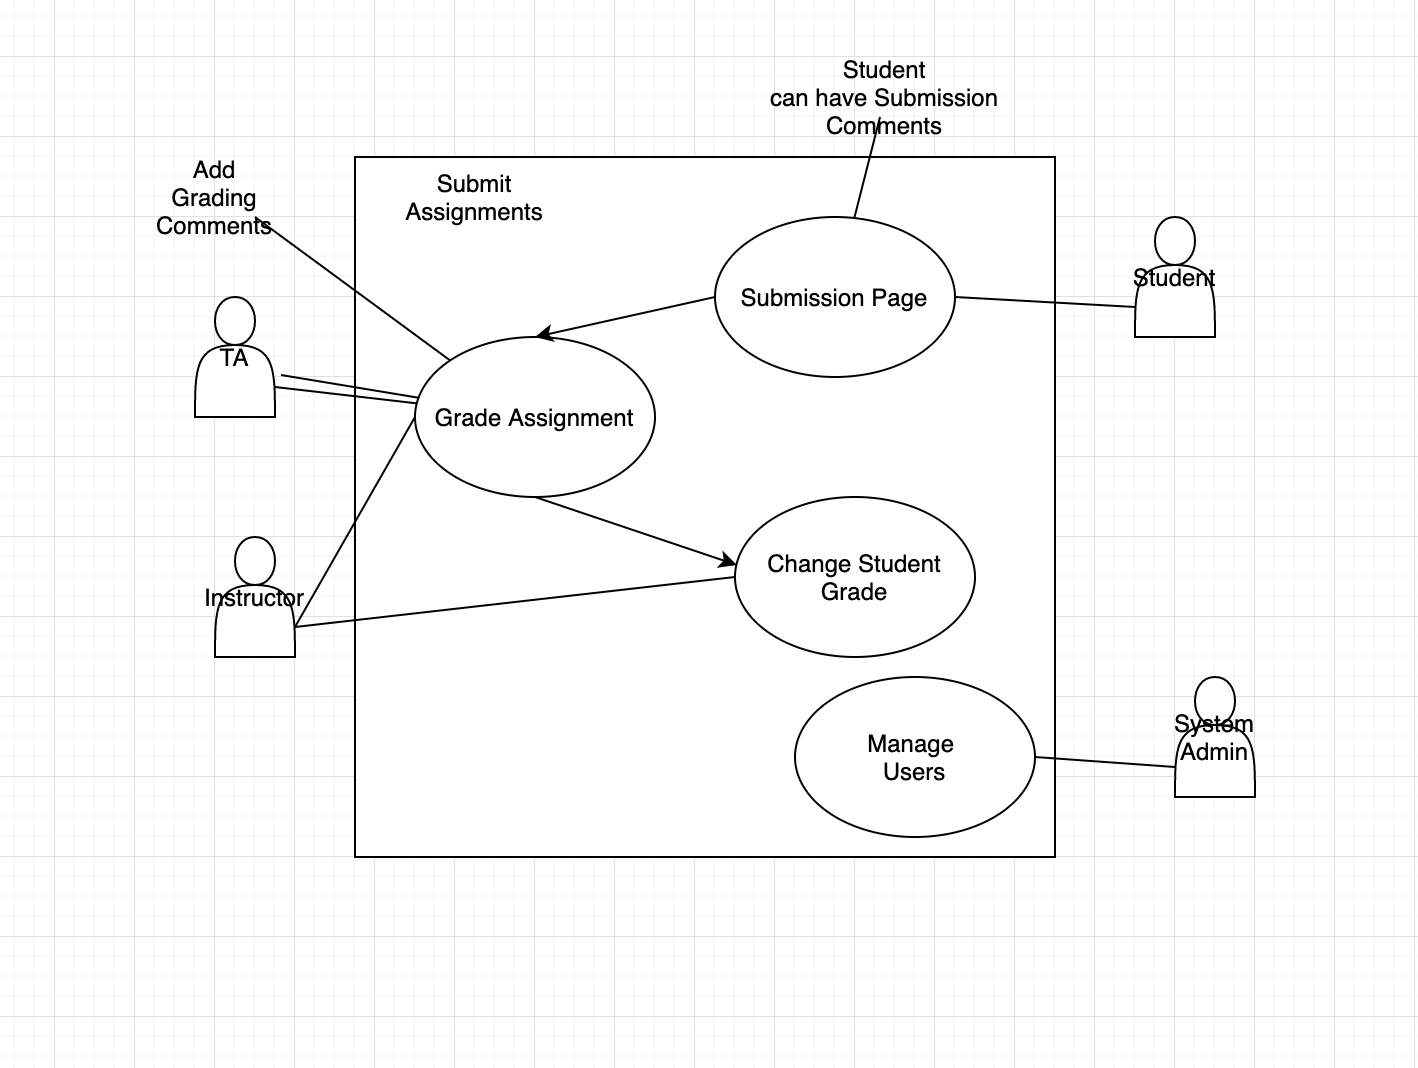 Student
can have Submission
Comments
Add
Grading
Comments
Submit
Assignments
Submission Page
Student
TA
Grade Assignment
Instructor
Change Student
Grade
Manage
Users
System
Admin